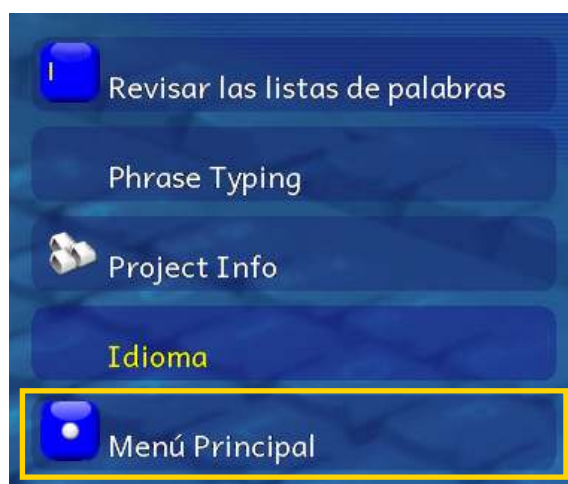 Revisar las listas de palabras
Phrase Typing
Project Info
Idioma
Menú Principal